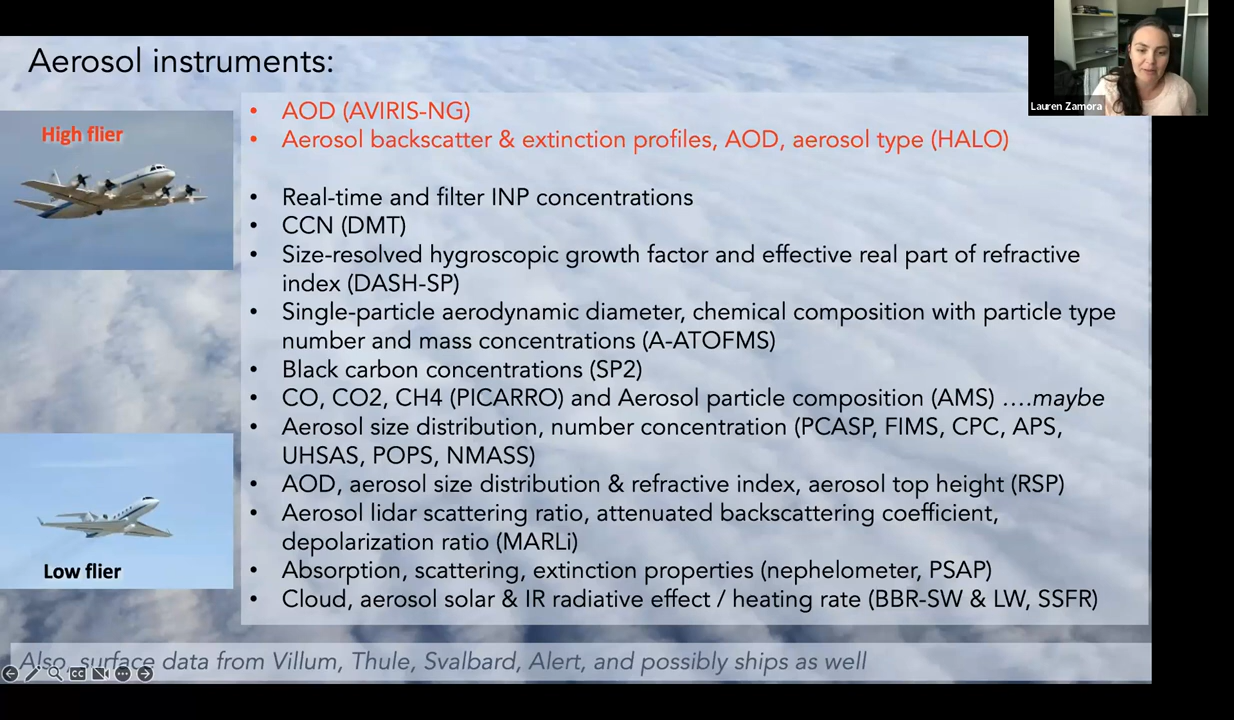 Aerosol instruments:
Lauren Zamora
High flier
• AOD (AVIRIS-NG)
• Aerosol backscatter & extinction profiles, AOD, aerosol type (HALO)
• Real-time and filter INP concentrations
• CCN (DMT)
• Size-resolved hygroscopic growth factor and effective real part of refractive
index (DASH-SP)
• Single-particle aerodynamic diameter, chemical composition with particle type
number and mass concentrations (A-ATOFMS)
• Black carbon concentrations (SP2)
• CO, CO2, CH4 (PICARRO) and Aerosol particle composition (AMS) ….maybe
• Aerosol size distribution, number concentration (PCASP, FIMS, CPC, APS,
UHSAS, POPS, NMASS)
• AOD, aerosol size distribution & refractive index, aerosol top height (RSP)
• Aerosol lidar scattering ratio, attenuated backscattering coefficient,
depolarization ratio (MARLi)
• Absorption, scattering, extinction properties (nephelometer, PSAP)
• Cloud, aerosol solar & IR radiative effect / heating rate (BBR-SW & LW, SSFR)
Low flier
Also, surface data from Villum, Thule, Svalbard, Alert, and possibly ships as well
CC